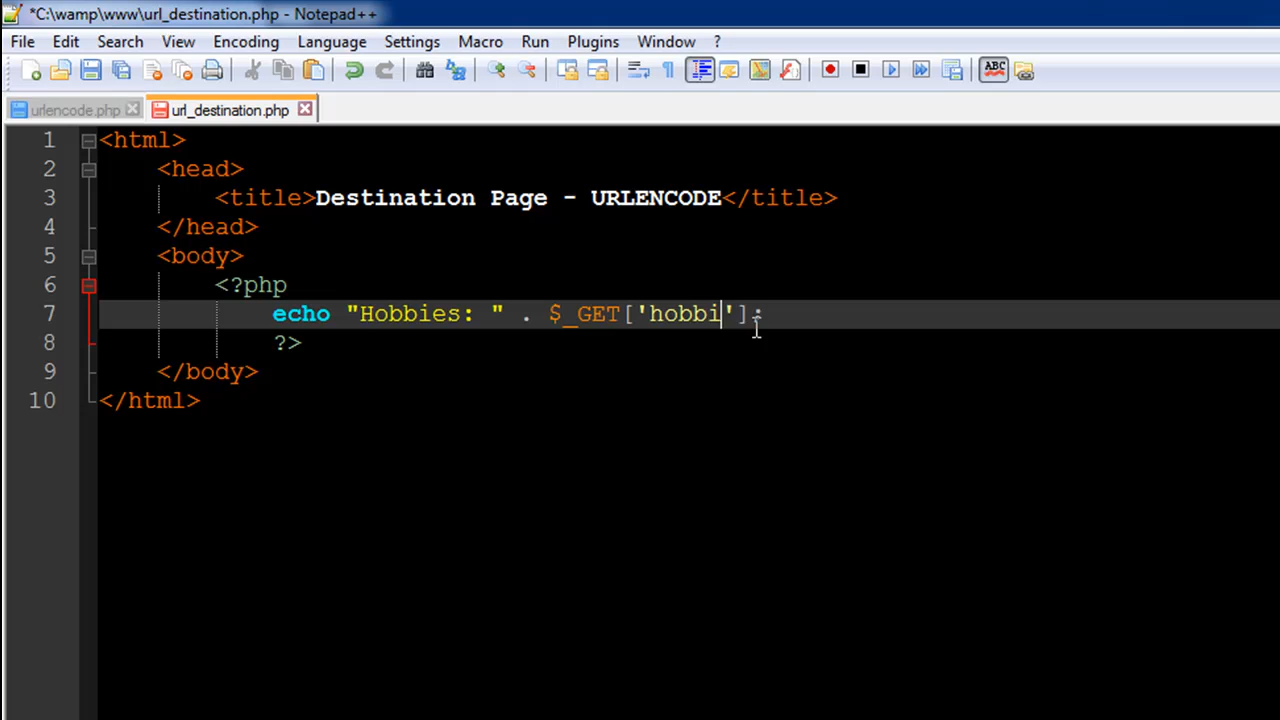 *C:\wamp\www\url_destination.php - Notepad++
File Edit Search View Encoding Language Settings Macro Run Plugins Window ?
ABC
urlencode.php url_destination.php
1 <html>
2 <head>
3 <title>Destination Page - URLENCODE</title>
4 </head>
5 <body>
6 <?php
7 echo "Hobbies: " . $_GET['hobbi'];
8 ?>
9 </body>
10 </html>